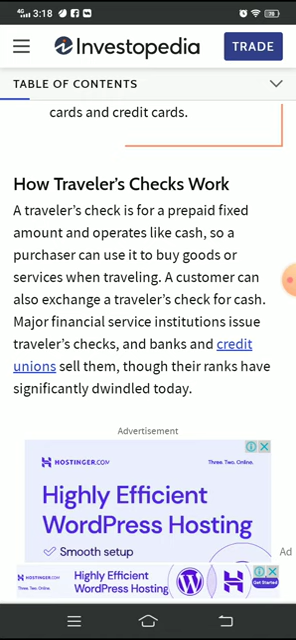 4G 3:18
Investopedia
TRADE
TABLE OF CONTENTS
cards and credit cards.
How Traveler's Checks Work
A traveler's check is for a prepaid fixed
amount and operates like cash, so a
purchaser can use it to buy goods or
services when traveling. A customer can
also exchange a traveler's check for cash.
Major financial service institutions issue
traveler's checks, and banks and credit
unions sell them, though their ranks have
significantly dwindled today.
Advertisement
HOSTINGER.COM
Three. Two. Online.
Highly Efficient
WordPress Hosting
Smooth setup
Ad
HOSTINGER.COM
Three. Two. Online.
Highly Efficient
WordPress Hosting
Get Started